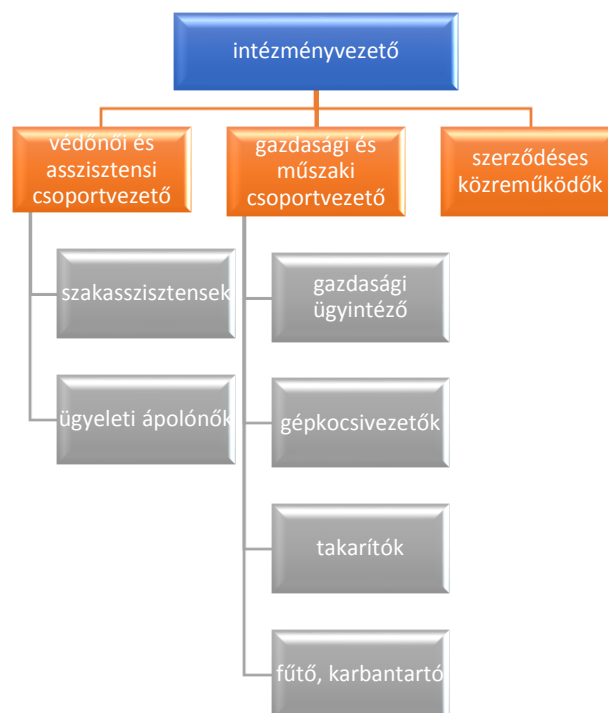 intézményvezető
védőnői és
asszisztensi
csoportvezető
gazdasági és
műszaki
csoportvezető
szerződéses
közreműködők
szakasszisztensek
ügyeleti ápolónők
gazdasági
ügyintéző
gépkocsivezetők
takarítók
fűtő, karbantartó